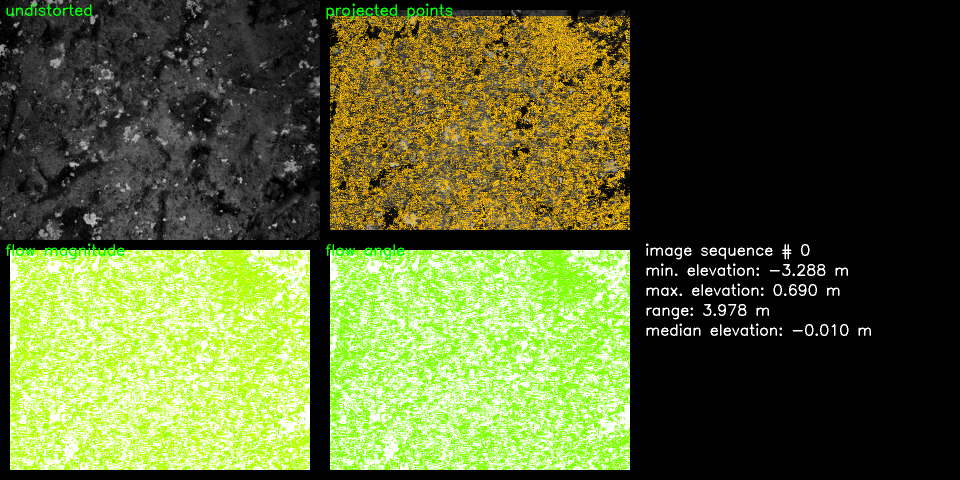 undistorted
projected points
flow magnitude
flow angle
image sequence # 0
min. elevation: −3.288 m
max. elevation: 0.690 m
range: 3.978 m
median elevation: −0.010 m